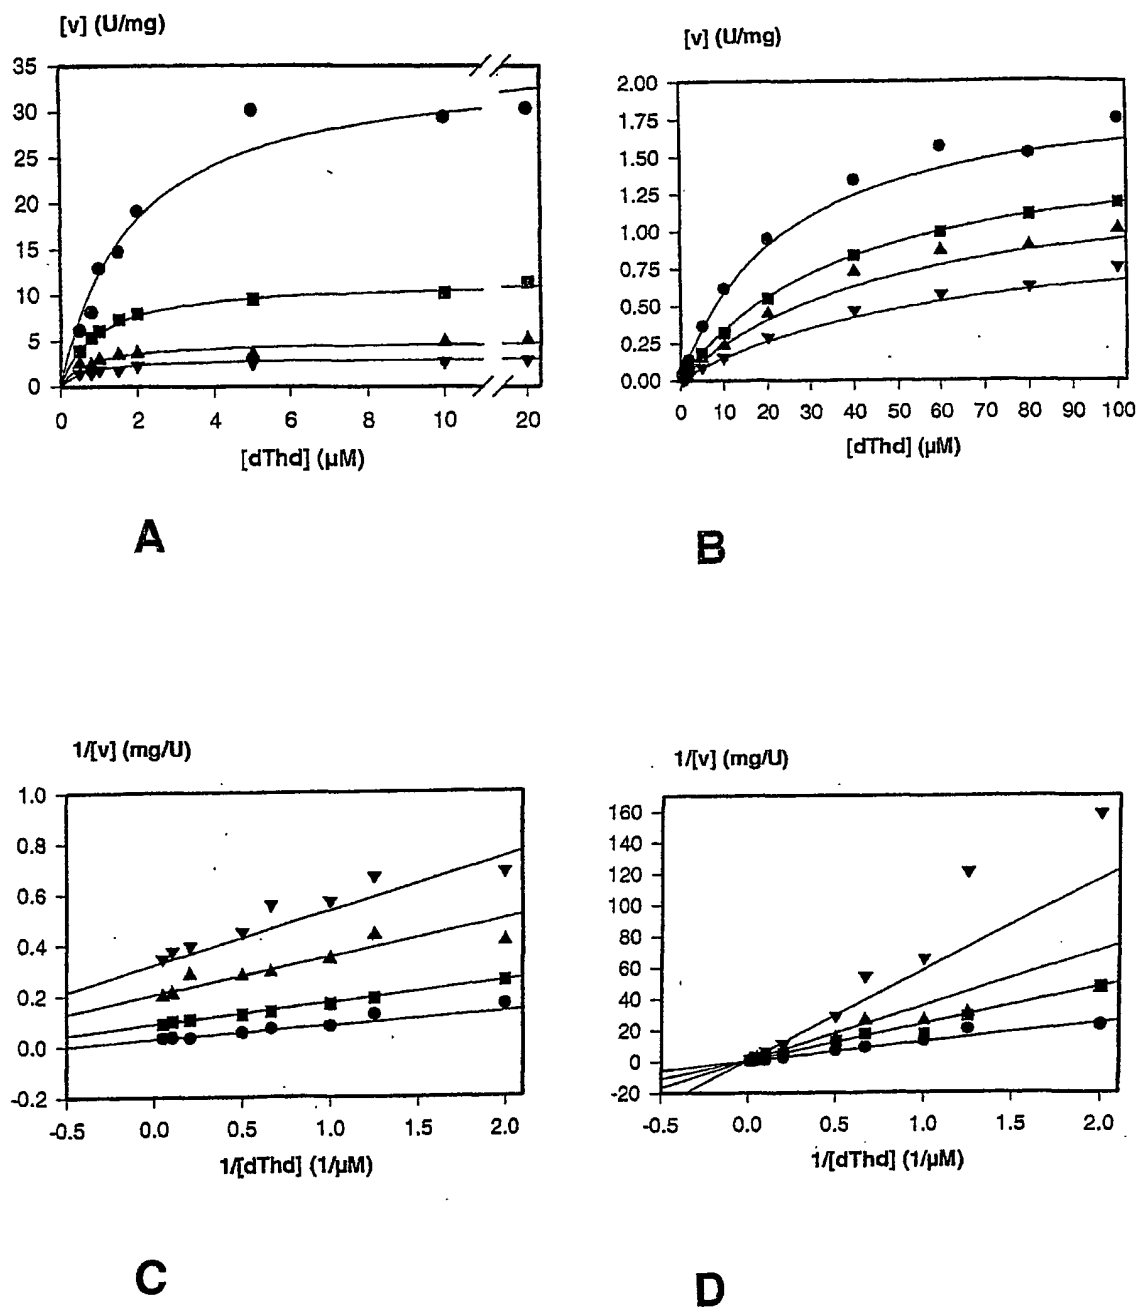 [v] (U/mg)
35
30
25
20
15
10
5
0
0 2 4 6 8 10 20
[dThd] (µM)
A
[v] (U/mg)
2.00
1.75
1.50
1.25
1.00
0.75
0.50
0.25
0.00
0 10 20 30 40 50 60 70 80 90 100
[dThd] (µM)
B
1/[v] (mg/U)
1.0
0.8
0.6
0.4
0.2
0.0
-0.2
-0.5 0.0 0.5 1.0 1.5 2.0
1/[dThd] (1/µM)
C
1/[v] (mg/U)
160
140
120
100
80
60
40
20
0
-20
-0.5 0.0 0.5 1.0 1.5 2.0
1/[dThd] (1/µM)
D